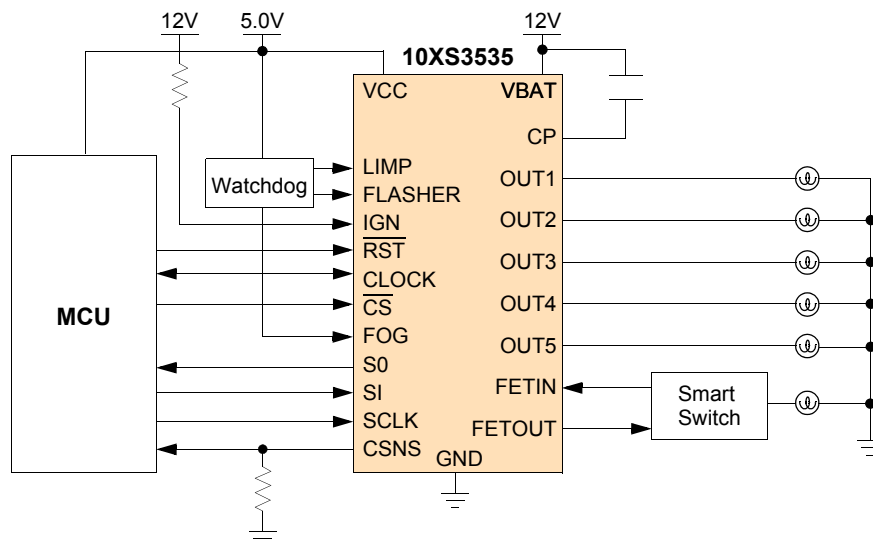 12V
5.0V
12V
10XS3535
VCC
VBAT
CP
LIMP
FLASHER
IGN
RST
CLOCK
CS
FOG
S0
SI
SCLK
CSNS
GND
OUT1
OUT2
OUT3
OUT4
OUT5
FETIN
FETOUT
Watchdog
MCU
Smart
Switch